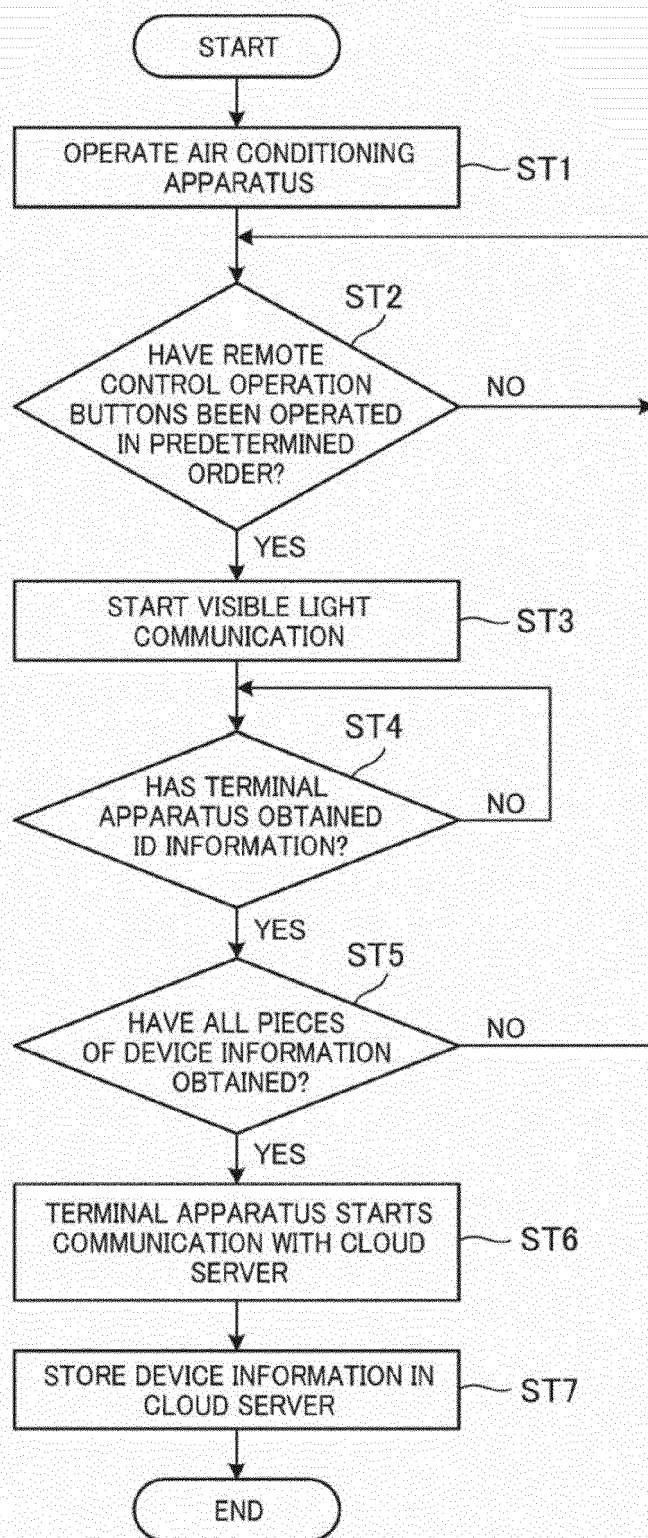 START
OPERATE AIR CONDITIONING
APPARATUS
ST1
ST2
HAVE REMOTE
CONTROL OPERATION
BUTTONS BEEN OPERATED
IN PREDETERMINED
ORDER?
NO
YES
START VISIBLE LIGHT
COMMUNICATION
ST3
ST4
HAS TERMINAL
APPARATUS OBTAINED
ID INFORMATION?
NO
YES
ST5
HAVE ALL PIECES
OF DEVICE INFORMATION
OBTAINED?
NO
YES
TERMINAL APPARATUS STARTS
COMMUNICATION WITH CLOUD
SERVER
ST6
STORE DEVICE INFORMATION IN
CLOUD SERVER
ST7
END